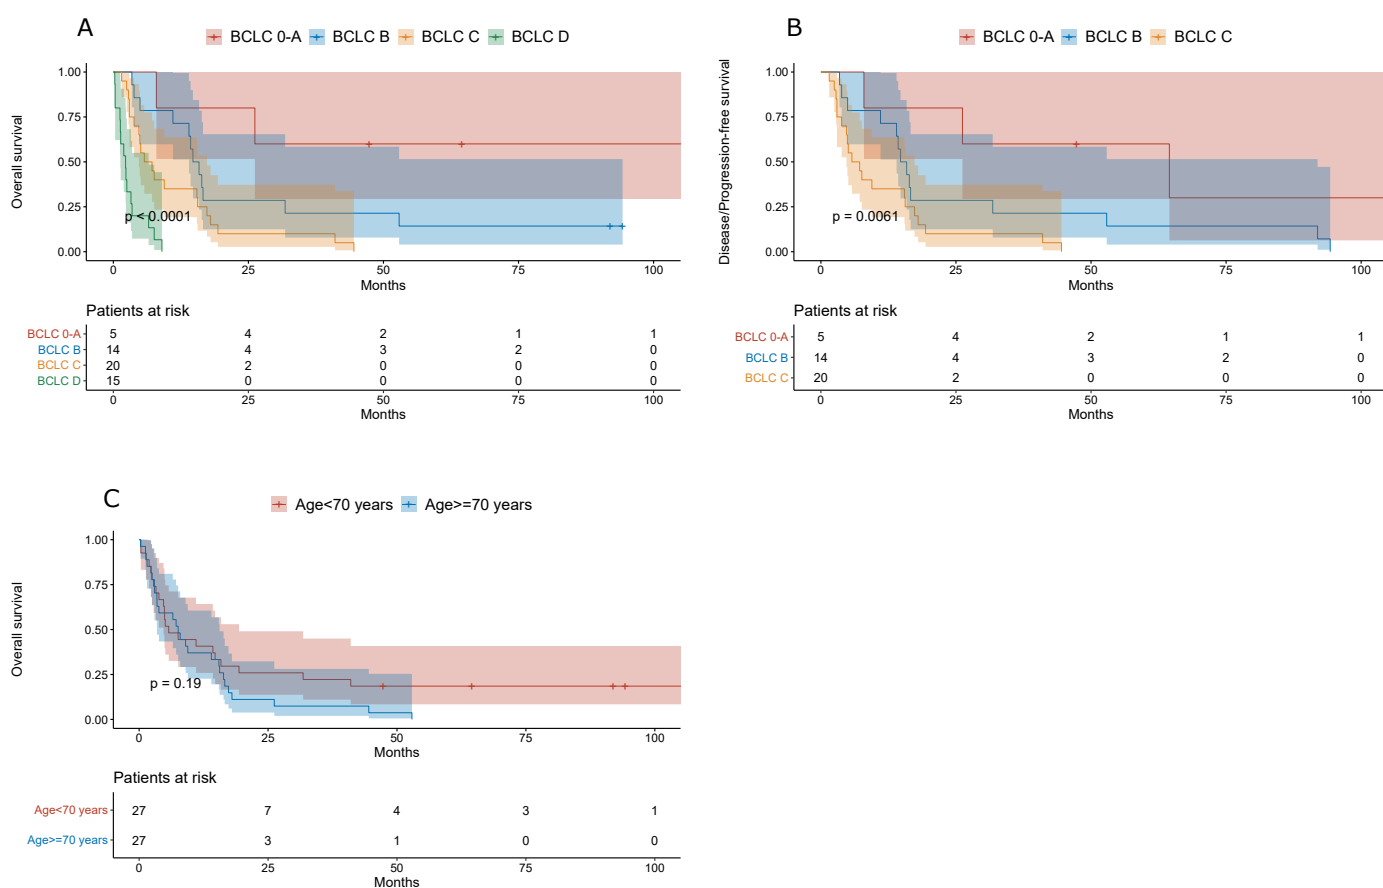 A
BCLC 0-A BCLC B BCLC C BCLC D
Overall survival
1.00
0.75
0.50
0.25
0.00
p < 0.0001
0 25 50 75 100
Months
Patients at risk
BCLC 0-A 5 4 2 1 1
BCLC B 14 4 3 2 0
BCLC C 20 2 0 0 0
BCLC D 15 0 0 0 0
0 25 50 75 100
Months
B
BCLC 0-A BCLC B BCLC C
Disease/Progression-free survival
1.00
0.75
0.50
0.25
0.00
p = 0.0061
0 25 50 75 100
Months
Patients at risk
BCLC 0-A 5 4 2 1 1
BCLC B 14 4 3 2 0
BCLC C 20 2 0 0 0
0 25 50 75 100
Months
C
Age<70 years Age>=70 years
Overall survival
1.00
0.75
0.50
0.25
0.00
p = 0.19
0 25 50 75 100
Months
Patients at risk
Age<70 years 27 7 4 3 1
Age>=70 years 27 3 1 0 0
0 25 50 75 100
Months